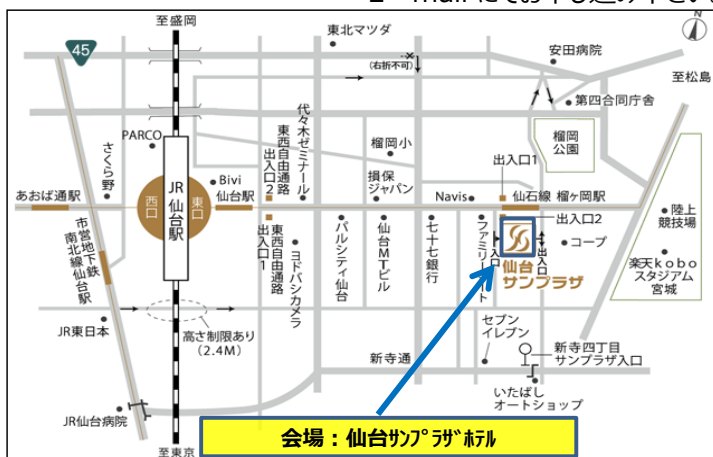 至盛岡
N
45
東北マツダ
(右折不可)
安田病院
至松島
第四合同庁舎
代々木ゼミナール
東西自由通路
出入口2
PARCO
さくら野
榴岡小
榴岡
公園
出入口1
JR
仙台駅
西口
東口
Bivi
仙台駅
損保
ジャパン
あおば通駅
Navis
仙石線 榴ヶ岡駅
出入口2
陸上
競技場
市営地下鉄
南北線仙台駅
東西自由通路
出入口1
ヨドバシカメラ
パルシティ仙台
仙台MTビル
七十七銀行
ファミリーマート
入口
出入口
コープ
仙台
サンプラザ
楽天kobo
スタジアム
宮城
JR東日本
高さ制限あり
(2.4M)
セブン
イレブン
新寺通
新寺四丁目
サンプラザ入口
いたばし
オートショップ
JR仙台病院
会場：仙台ｻﾝﾌﾟﾗｻﾞﾎﾃﾙ
至東京